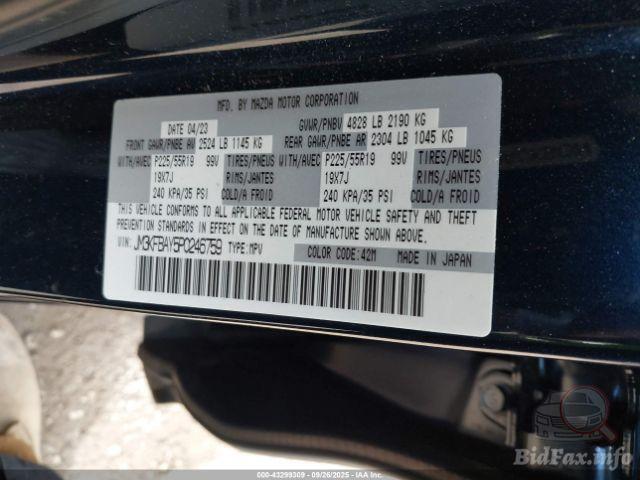 MFD. BY MAZDA MOTOR CORPORATION
DATE 04/23 GVWR/PNBV 4828 LB 2190 KG
FRONT GAWR/PNBE AV 2524 LB 1145 KG REAR GAWR/PNBE AR 2304 LB 1045 KG
WITH/AVEC P225/55R19 99V TIRES/PNEUS WITH/AVEC P225/55R19 99V TIRES/PNEUS
19X7J RIMS/JANTES 19X7J RIMS/JANTES
240 KPA/35 PSI COLD/A FROID 240 KPA/35 PSI COLD/A FROID
THIS VEHICLE CONFORMS TO ALL APPLICABLE FEDERAL MOTOR VEHICLE SAFETY AND THEFT
PREVENTION STANDARDS IN EFFECT ON THE DATE OF MANUFACTURE SHOWN ABOVE.
VIN: JM3KFBAY5P0246759 TYPE: MPV COLOR CODE:42M MADE IN JAPAN
BidFax.info
000-43299309 - 09/26/2025 - IAA Inc.